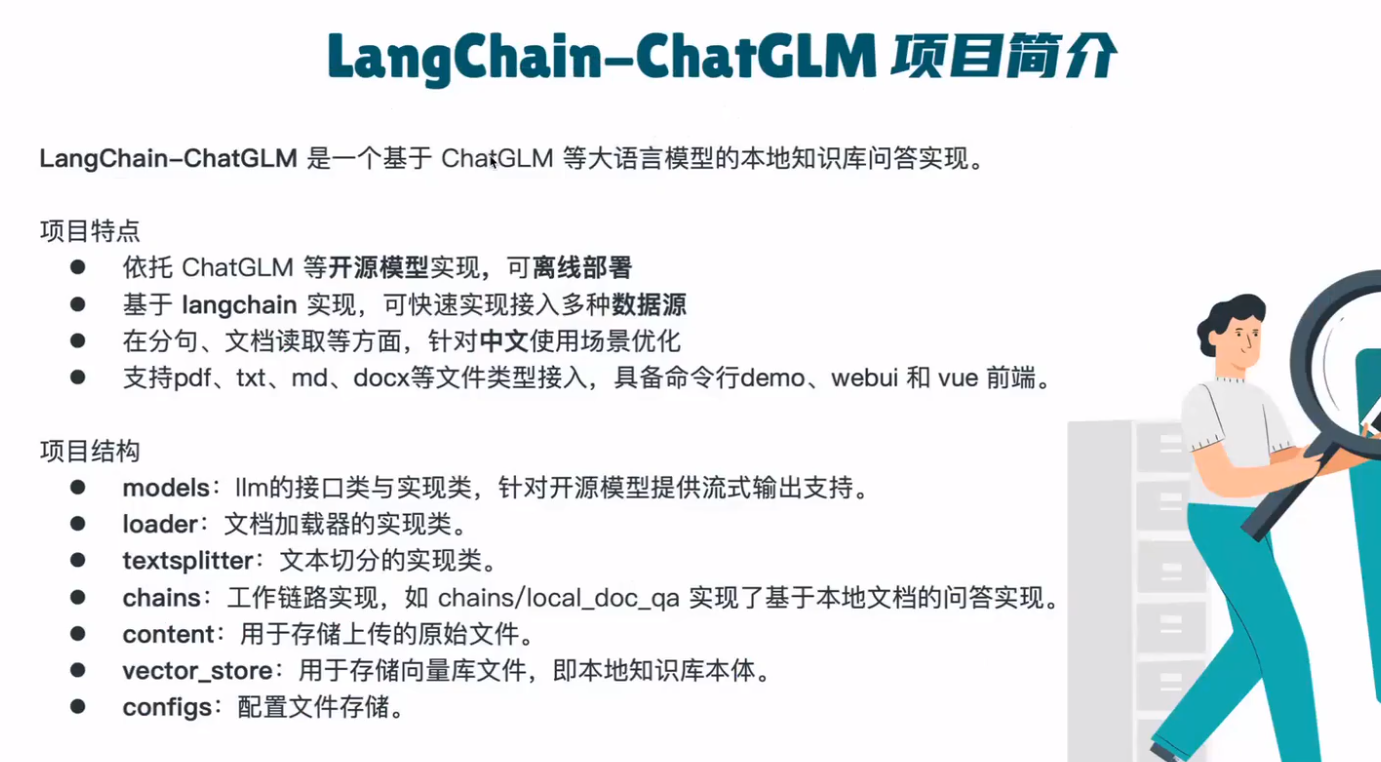 LangChain-ChatGLM 项目简介
LangChain-ChatGLM 是一个基于 ChatGLM 等大语言模型的本地知识库问答实现。
项目特点
● 依托 ChatGLM 等开源模型实现，可离线部署
● 基于 langchain 实现，可快速实现接入多种数据源
● 在分句、文档读取等方面，针对中文使用场景优化
● 支持pdf、txt、md、docx等文件类型接入，具备命令行demo、webui 和 vue 前端。
项目结构
● models：llm的接口类与实现类，针对开源模型提供流式输出支持。
● loader：文档加载器的实现类。
● textsplitter：文本切分的实现类。
● chains：工作链路实现，如 chains/local_doc_qa 实现了基于本地文档的问答实现。
● content：用于存储上传的原始文件。
● vector_store：用于存储向量库文件，即本地知识库本体。
● configs：配置文件存储。